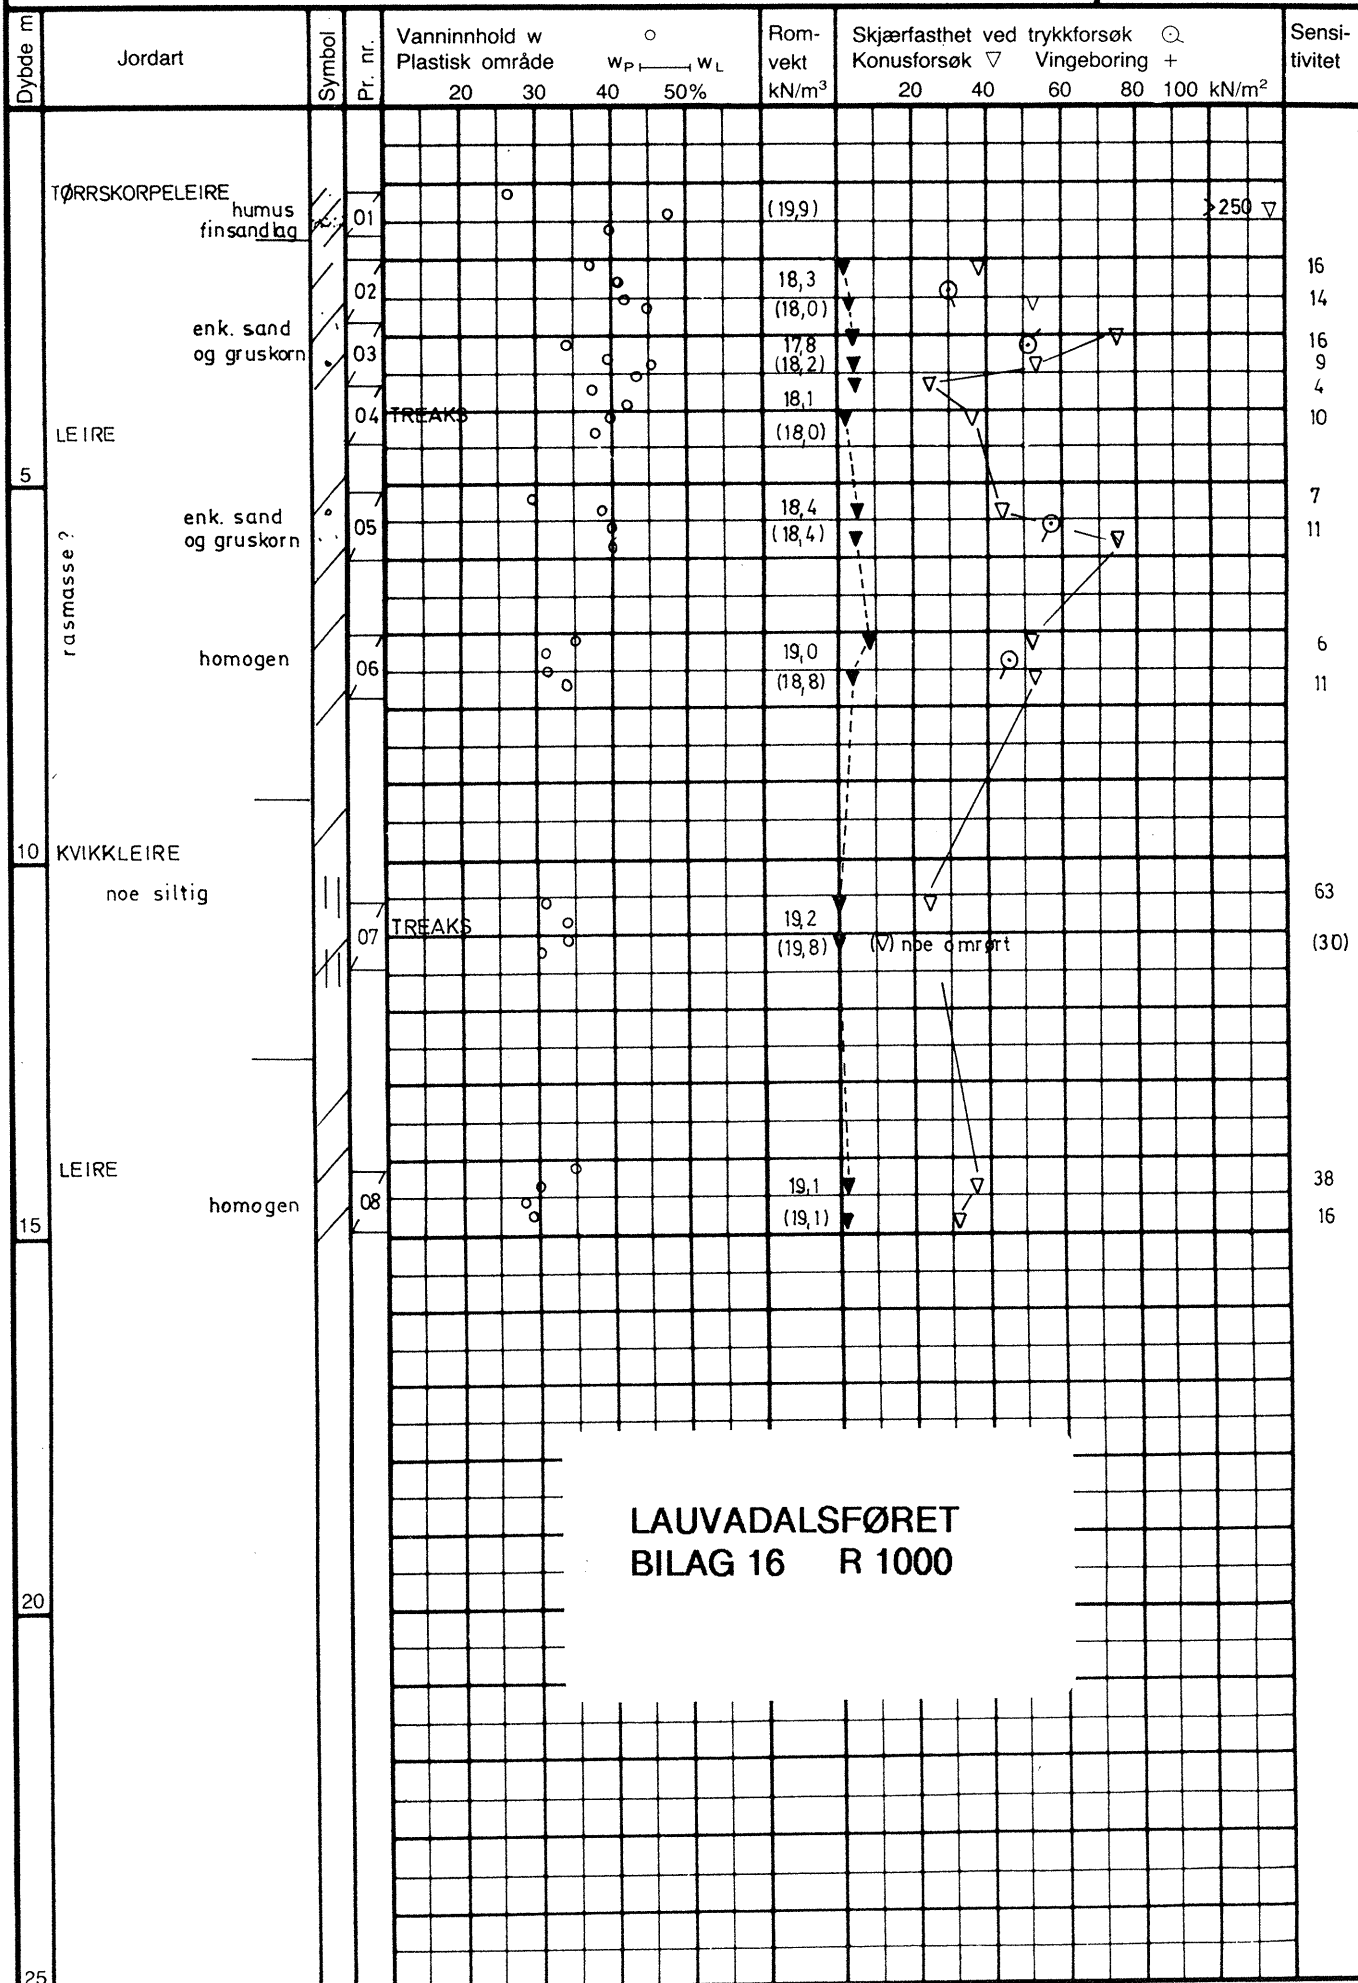 Dybde m
Jordart
Symbol
Pr. nr.
Vanninnhold w
Plastisk område wP wL
20 30 40 50%
Rom-
vekt
kN/m³
Skjærfasthet ved trykkforsøk
Konusforsøk ▽ Vingeboring +
20 40 60 80 100 kN/m²
Sensi-
tivitet
TØRRSKORPELEIRE
humus
finsandlag
01
(19,9)
>250
02
18,3
(18,0)
16
14
enk. sand
og gruskorn
03
17,8
(18,2)
16
9
4
LEIRE
04
TREAKS
18,1
(18,0)
10
5
enk. sand
og gruskorn
05
18,4
(18,4)
7
11
rasmasse?
homogen
06
19,0
(18,8)
6
11
10
KVIKKLEIRE
noe siltig
07
TREAKS
19,2
(19,8)
(▽) noe omrørt
63
(30)
LEIRE
homogen
08
19,1
(19,1)
38
16
15
LAUVADALSFØRET
BILAG 16 R 1000
20
25